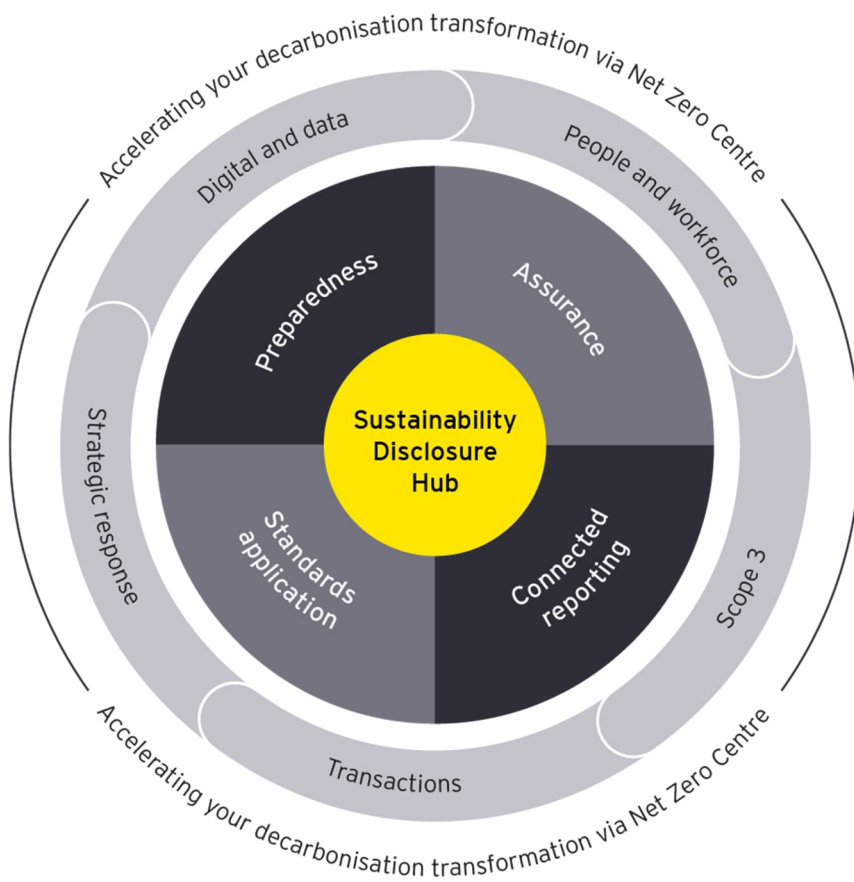 Accelerating your decarbonisation transformation via Net Zero Centre
Digital and data
People and workforce
Preparedness
Assurance
Sustainability
Disclosure
Hub
Strategic response
Standards
application
Connected
reporting
Scope 3
Transactions
Accelerating your decarbonisation transformation via Net Zero Centre